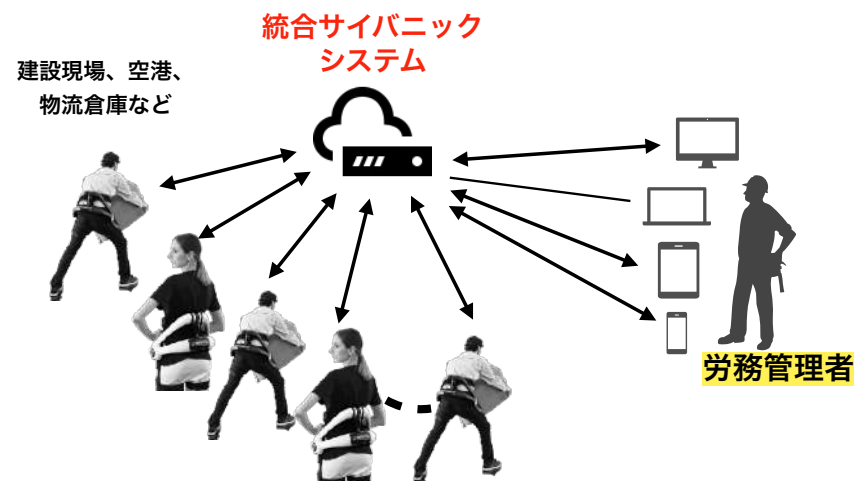 統合サイバニック
システム
建設現場、空港、
物流倉庫など
労務管理者